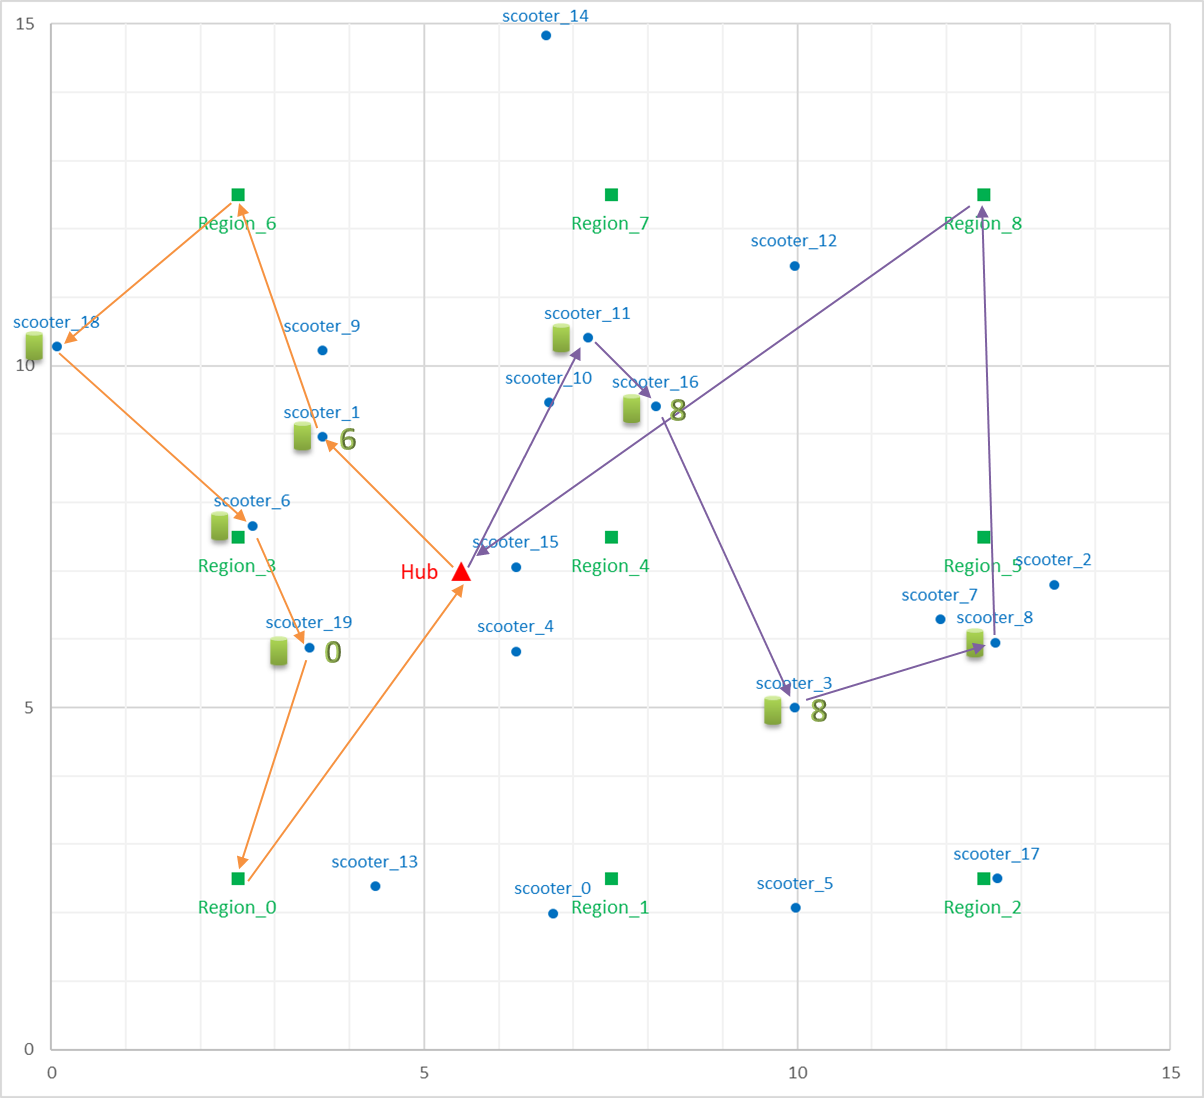 scooter_14
15
Region_6
Region_7
Region_8
scooter_12
scooter_11
scooter_18
scooter_9
10
scooter_10
scooter_16
8
scooter_1
6
scooter_6
Region_3
scooter_15
Hub
Region_4
Region_5
scooter_2
scooter_7
scooter_8
scooter_19
0
scooter_4
scooter_3
8
5
scooter_13
scooter_17
scooter_0
scooter_5
Region_0
Region_1
Region_2
0
0
5
10
15